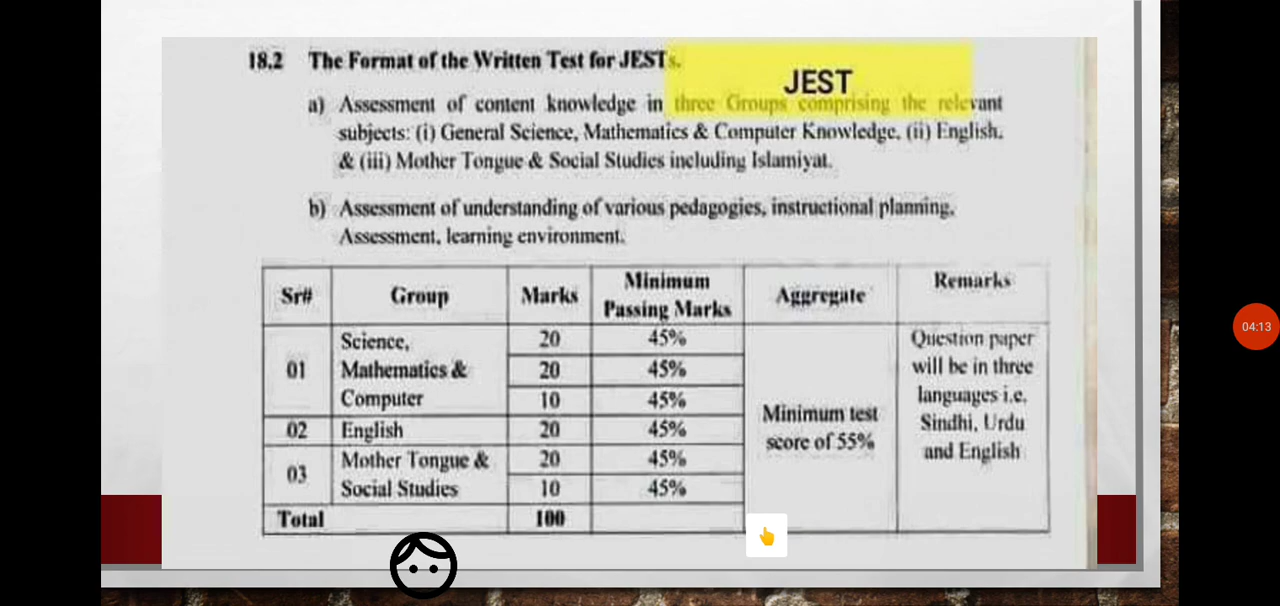 18.2 The Format of the Written Test for JESTs.
JEST
a) Assessment of content knowledge in three Groups comprising the relevant
subjects: (i) General Science, Mathematics & Computer Knowledge, (ii) English,
& (iii) Mother Tongue & Social Studies including Islamiyat.
b) Assessment of understanding of various pedagogies, instructional planning,
Assessment, learning environment.
Sr# Group Marks Minimum Passing Marks Aggregate Remarks
01 Science, 20 45%
Mathematics & 20 45%
Computer 10 45%
02 English 20 45%
03 Mother Tongue & 20 45%
Social Studies 10 45%
Total 100
Minimum test
score of 55%
Question paper
will be in three
languages i.e.
Sindhi, Urdu
and English
04:13